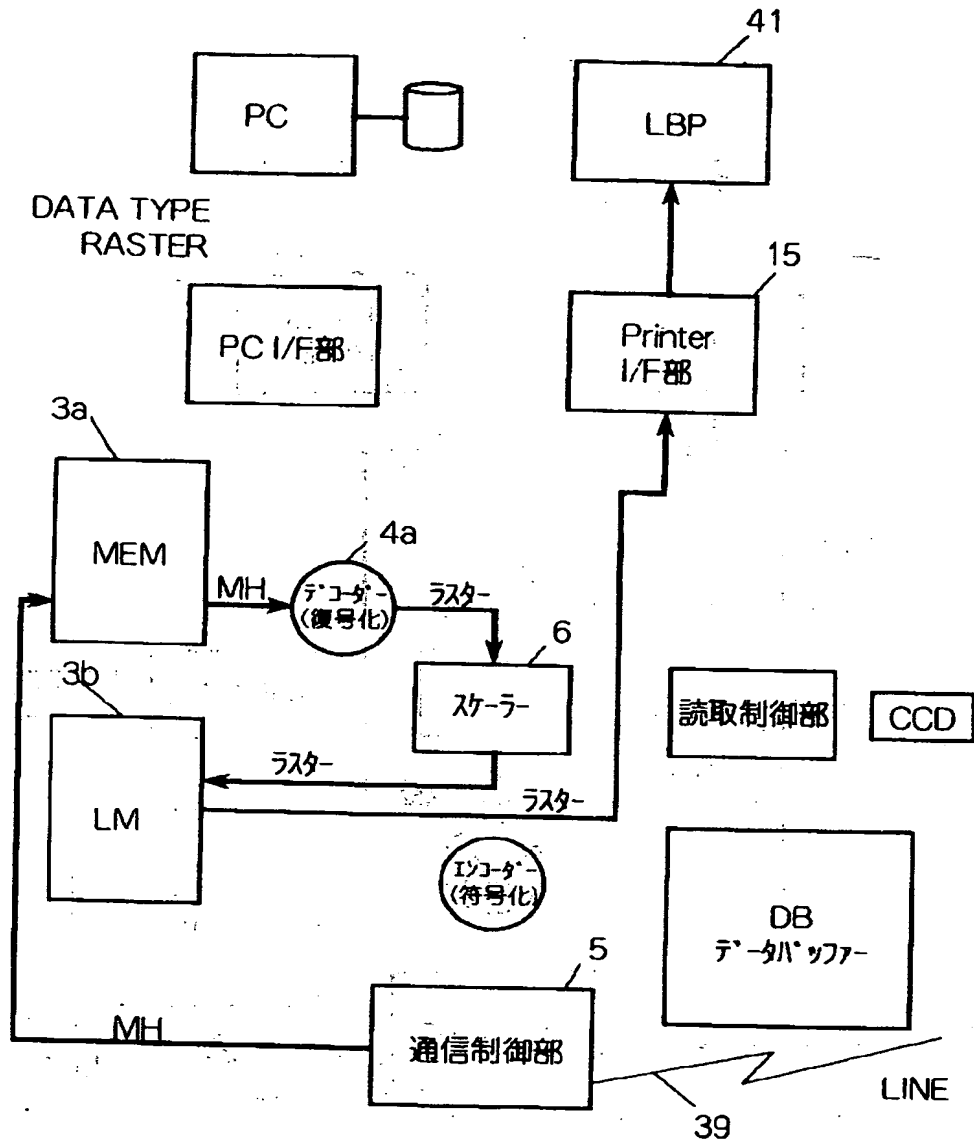 41
PC
LBP
DATA TYPE
RASTER
15
PC I/F部
Printer
I/F部
3a
MEM
MH
4a
デコーダー
(復号化)
ラスター
6
スケーラー
3b
LM
ラスター
ラスター
読取制御部
CCD
エンコーダー
(符号化)
DB
データバッファー
5
通信制御部
MH
39
LINE